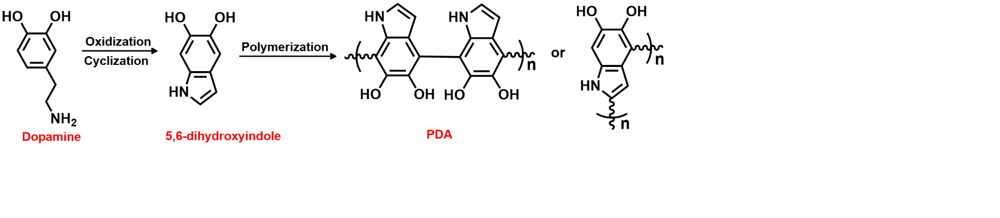 HO OH
NH2
Dopamine
Oxidization
Cyclization
HO OH
HN
5,6-dihydroxyindole
Polymerization
HN HN
HO OH HO OH
n
PDA
or
HO OH
HN
n
n